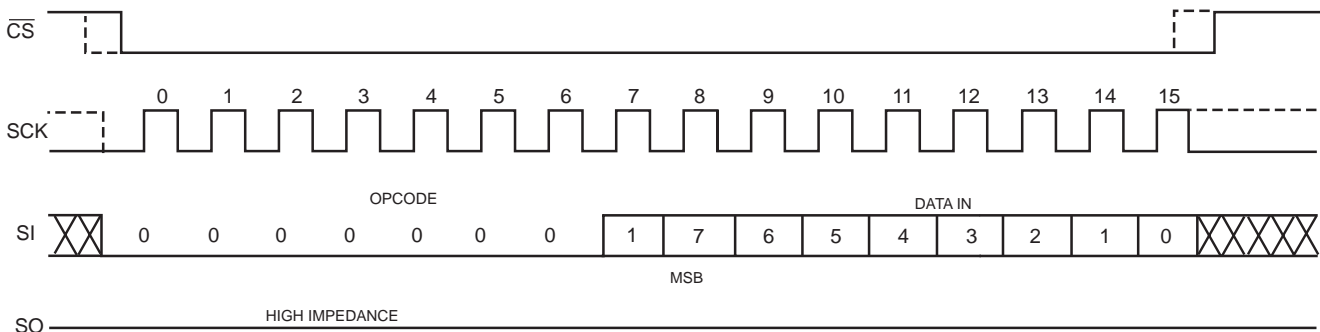 CS
0 1 2 3 4 5 6 7 8 9 10 11 12 13 14 15
SCK
OPCODE DATA IN
SI 0 0 0 0 0 0 0 1 7 6 5 4 3 2 1 0
MSB
HIGH IMPEDANCE
SO